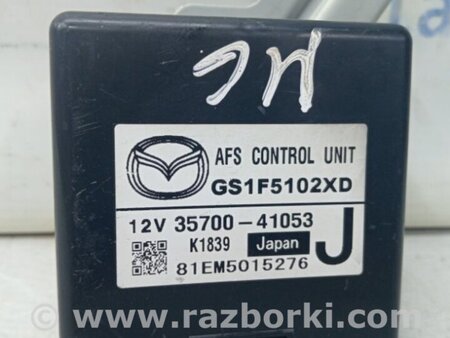 AFS CONTROL UNIT
GS1F5102XD
12V 35700-41053
K1839 Japan J
81EM5015276
www.razborki.com